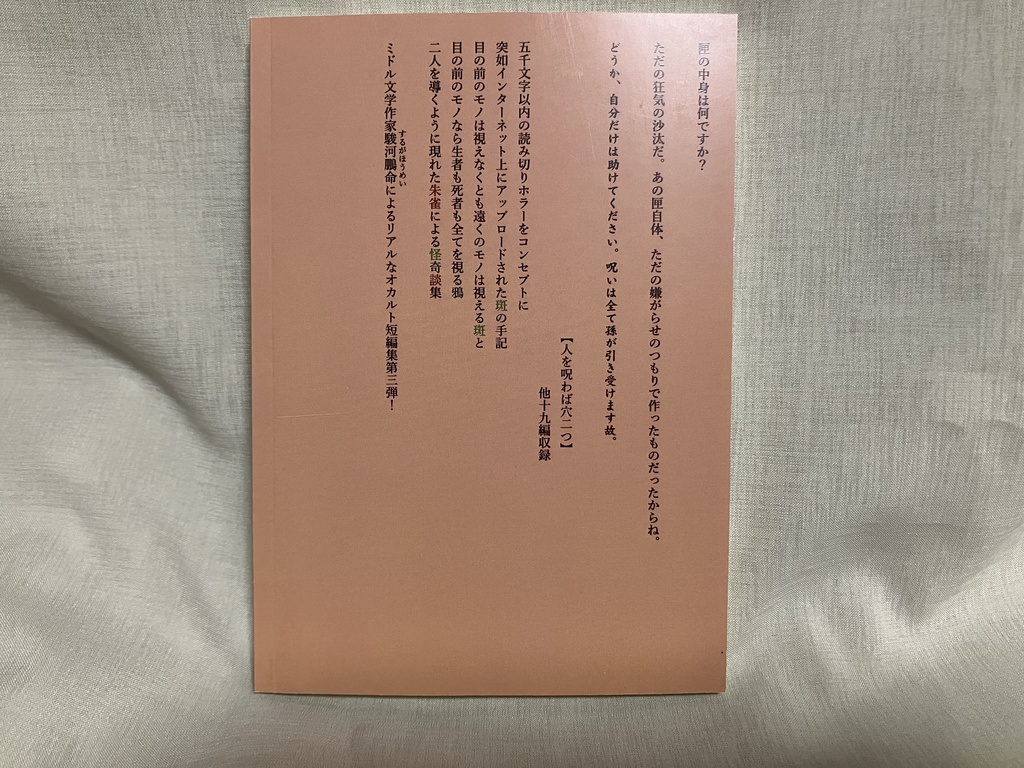 匣の中身は何ですか？
ただの狂気の沙汰だ。あの匣自体、ただの嫌がらせのつもりで作ったものだったからね。
どうか、自分だけは助けてください。呪いは全て孫が引き受けます故。
【人を呪わば穴二つ】
他十九編収録
五千文字以内の読み切りホラーをコンセプトに
突如インターネット上にアップロードされた斑の手記
目の前のモノは視えなくとも遠くのモノは視える斑と
目の前のモノなら生者も死者も全てを視る鴉
二人を導くように現れた朱雀による怪奇談集
ミドル文学作家駿河鵬命によるリアルなオカルト短編集第三弾！
するがほうめい